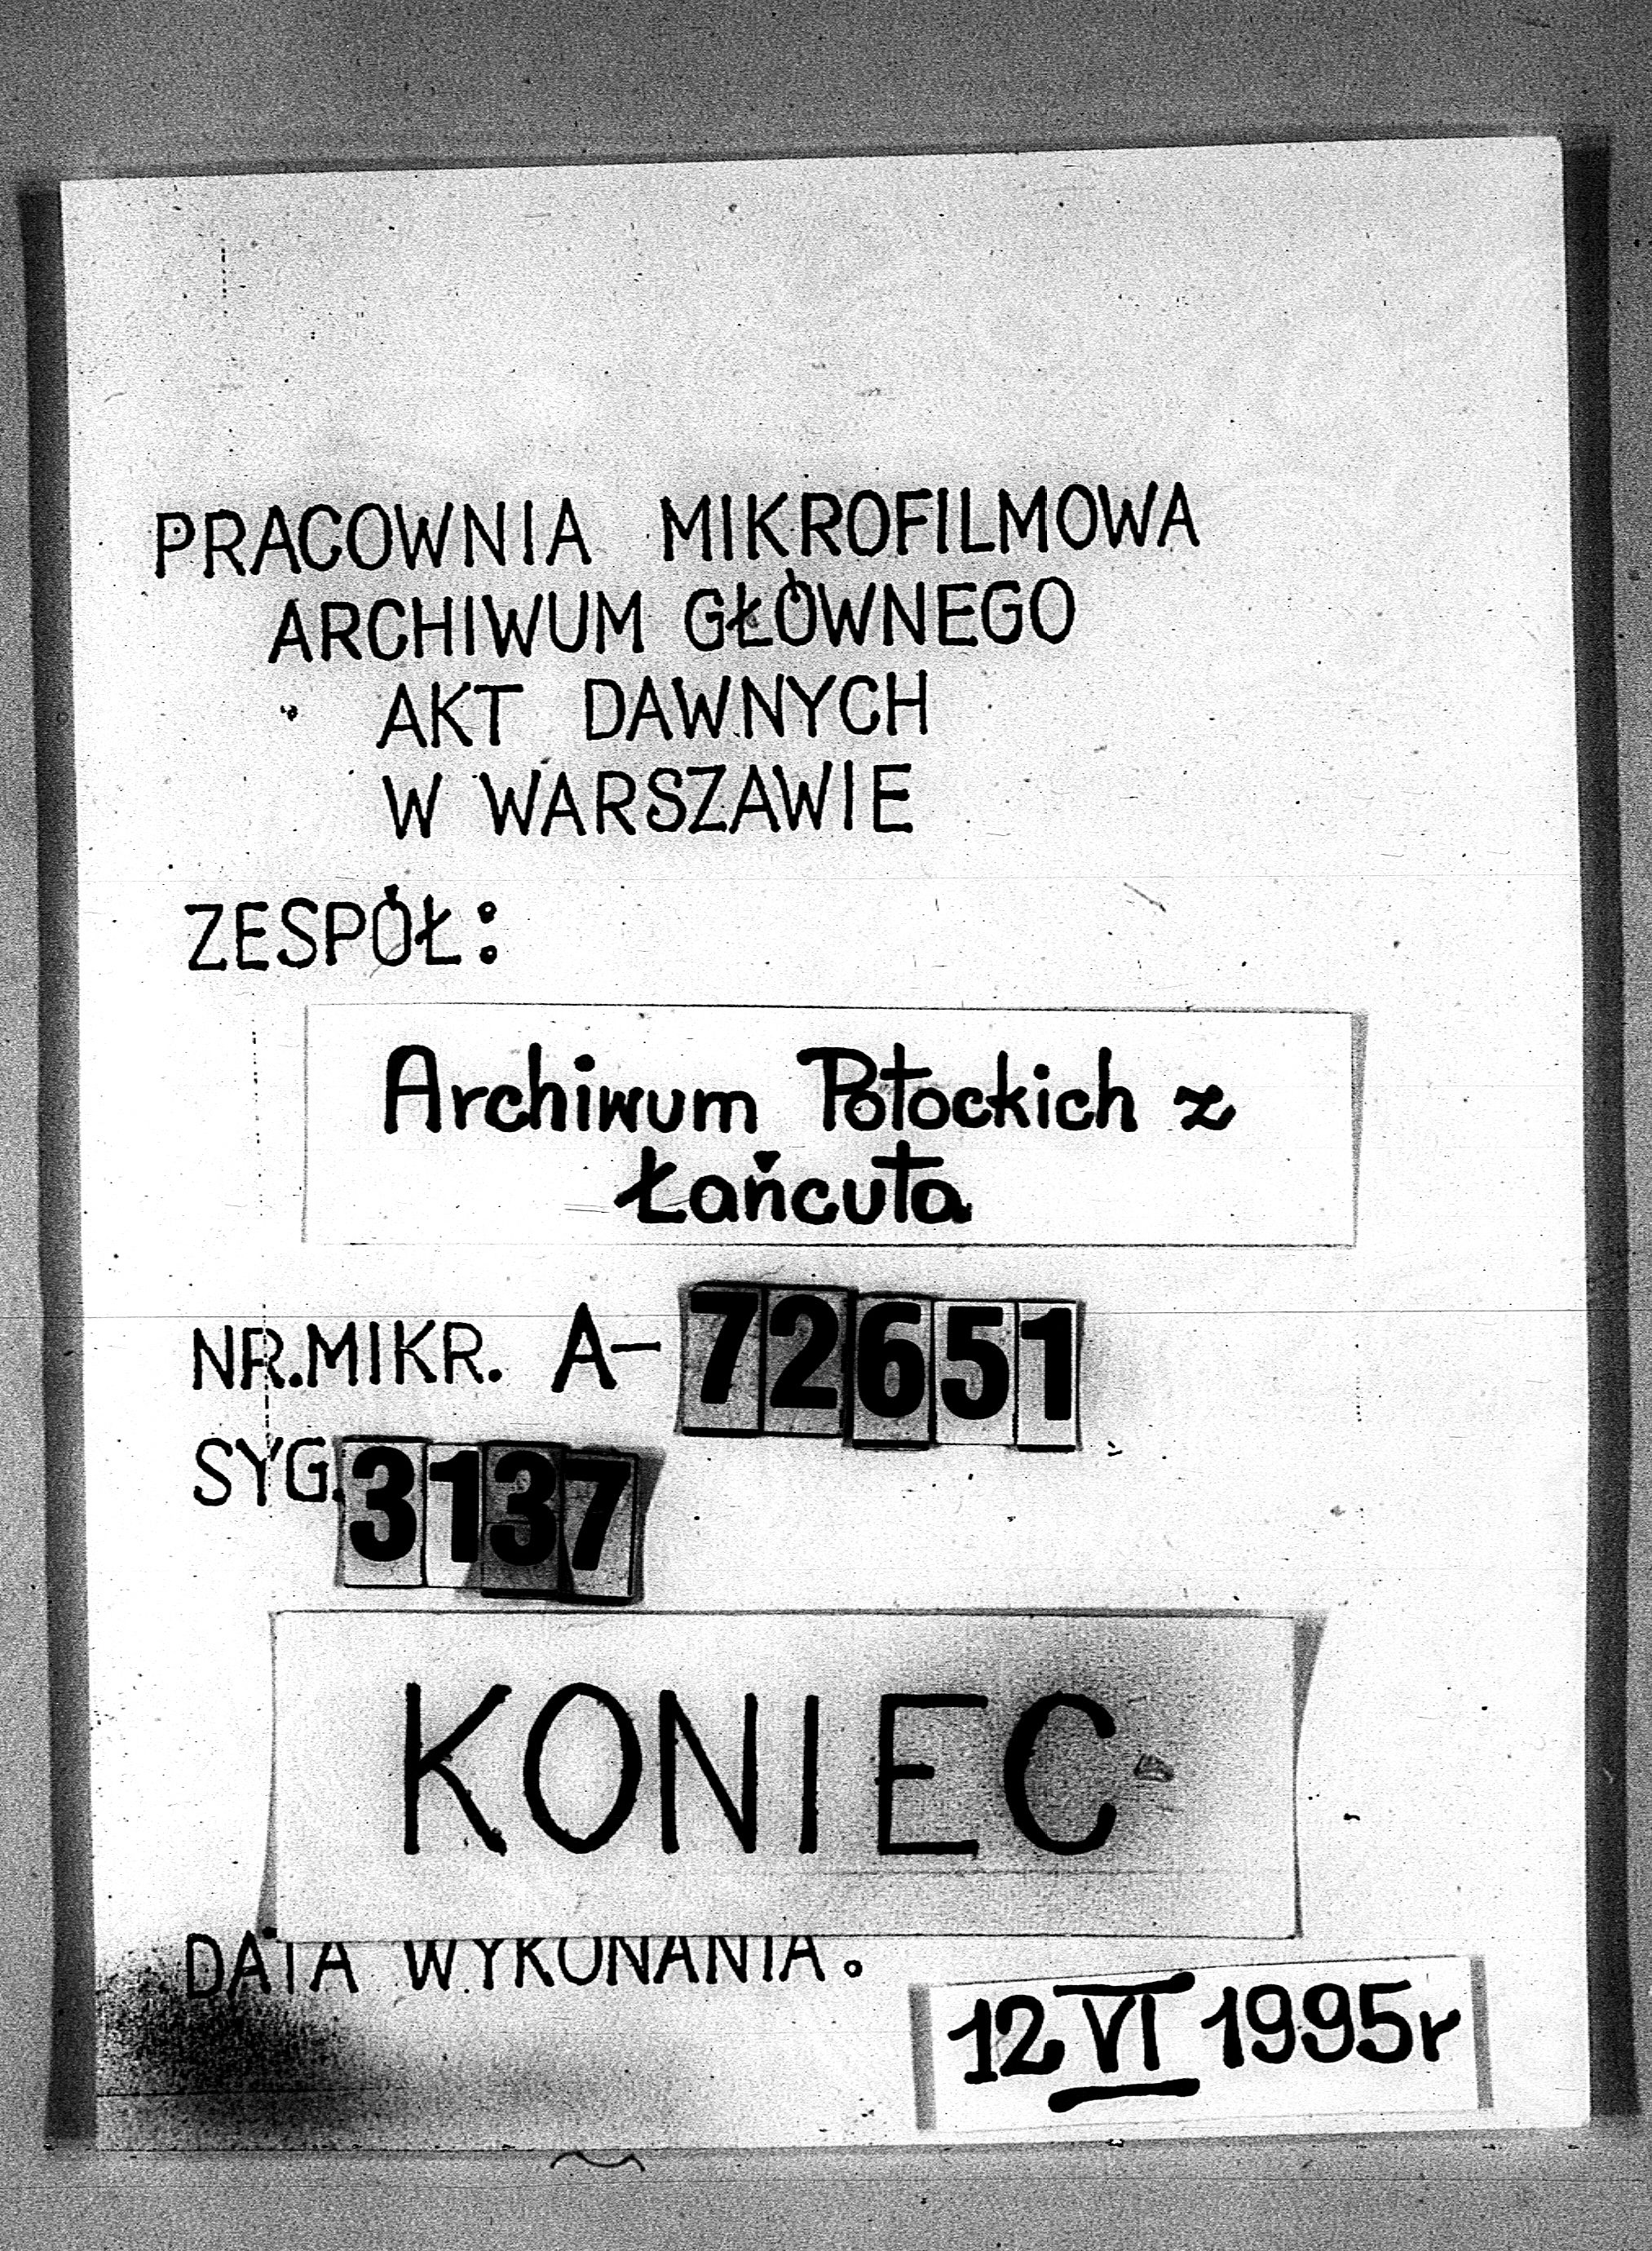 PRACOWNIA MIKROFILMOWA
ARCHIWUM GŁÓWNEGO
AKT DAWNYCH
W WARSZAWIE
ZESPÓŁ:
Archiwum Potockich z
Łańcuta
NR.MIKR. A-72651
SYG.3137
KONIEC
DATA WYKONANIA.
12 VI 1995r